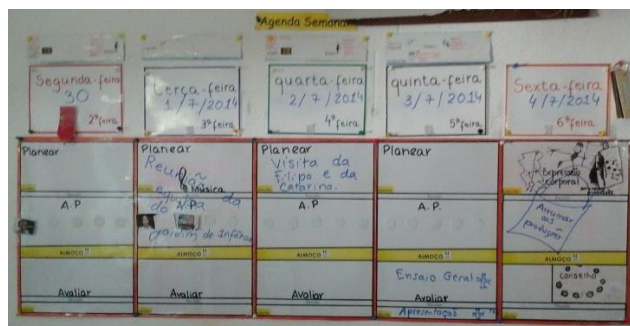 Agenda Semanal
Segunda-feira
30
2ª feira
Terça-feira
1/7/2014
3ª feira
quarta-feira
2/7/2014
4ª feira
quinta-feira
3/7/2014
5ª feira
Sexta-feira
4/7/2014
6ª feira
Planear
A.P.
ALMOÇO
Avaliar
Planear
Música
A.P
Jardim de Infância
ALMOÇO
Avaliar
Planear
Visita da
Filipa e da
Catarina.
A.P.
ALMOÇO
Avaliar
Planear
A.P.
ALMOÇO
Ensaio Geral
Avaliar
Apresentação
Expressão
corporal
Arrumar
as
produções
ALMOÇO
Conselho